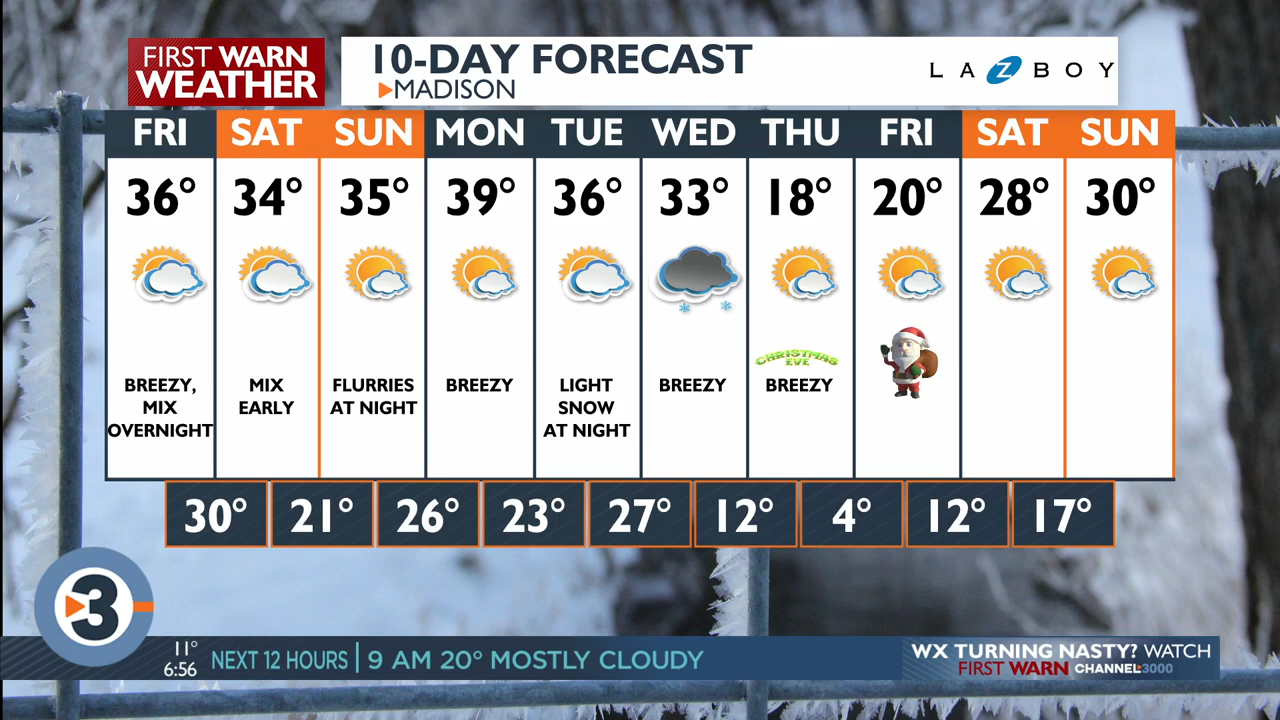 FIRST WARN
WEATHER
10-DAY FORECAST
MADISON
LA Z BOY
FRI SAT SUN MON TUE WED THU FRI SAT SUN
36° 34° 35° 39° 36° 33° 18° 20° 28° 30°
BREEZY,
MIX
OVERNIGHT
MIX
EARLY
FLURRIES
AT NIGHT
BREEZY
LIGHT
SNOW
AT NIGHT
BREEZY
CHRISTMAS
EVE
BREEZY
30° 21° 26° 23° 27° 12° 4° 12° 17°
3
11°
6:56
NEXT 12 HOURS | 9 AM 20° MOSTLY CLOUDY
WX TURNING NASTY? WATCH
FIRST WARN CHANNEL3000